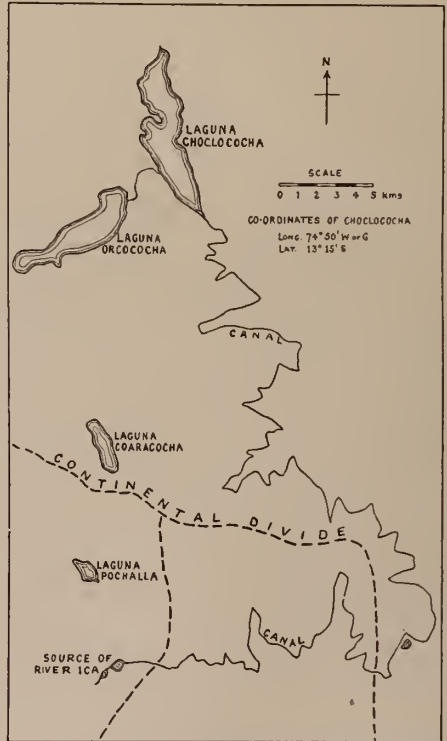 N
LAGUNA
CHOCLOCOCHA
SCALE
0 1 2 3 4 5 kms
CO-ORDINATES OF CHOCLOCOCHA
LONG. 74° 50' W OF G
LAT. 13° 15' S
LAGUNA
ORCOCOCHA
CANAL
LAGUNA
COARACOCHA
CONTINENTAL DIVIDE
LAGUNA
POCHALLA
CANAL
SOURCE OF
RIVER ICA